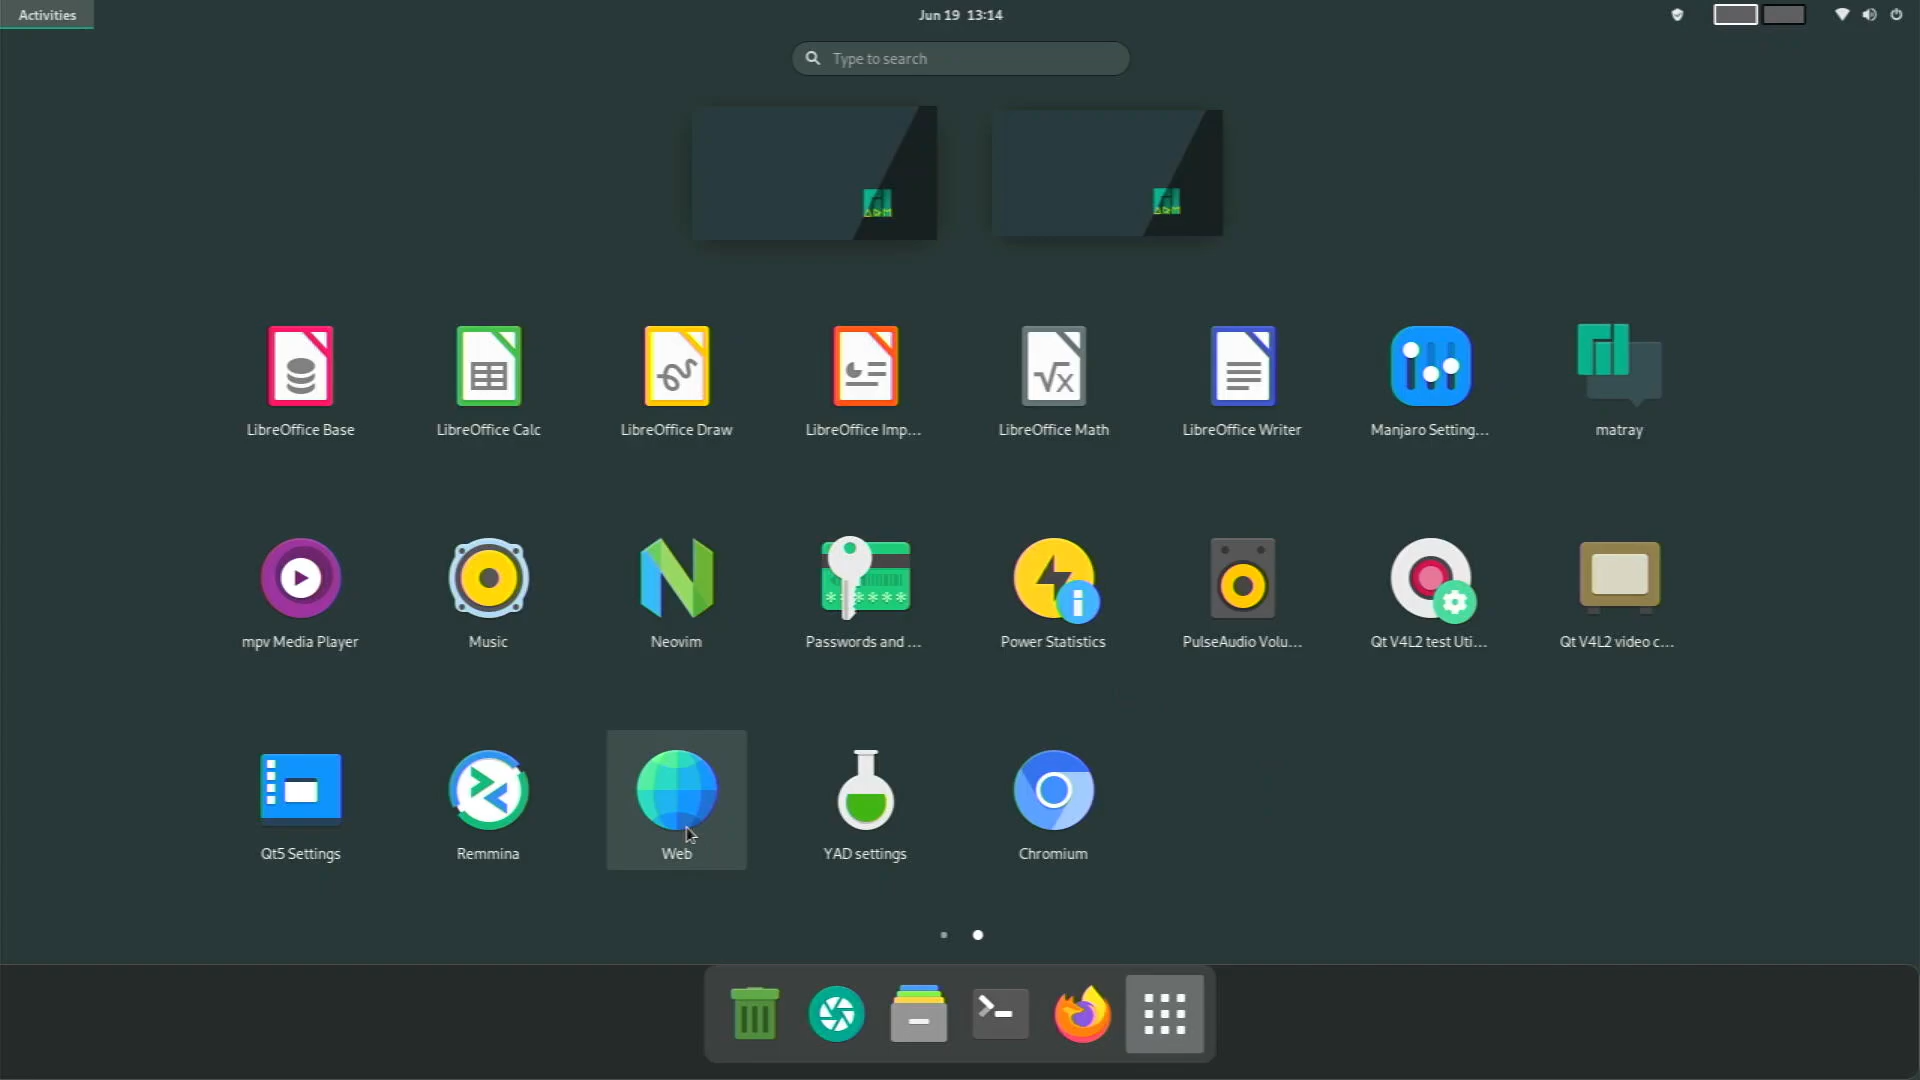 Activities
Jun 19 13:14
Type to search
LibreOffice Base
LibreOffice Calc
LibreOffice Draw
LibreOffice Imp...
LibreOffice Math
LibreOffice Writer
Manjaro Setting...
matray
mpv Media Player
Music
Neovim
Passwords and ...
Power Statistics
PulseAudio Volu...
Qt V4L2 test Uti...
Qt V4L2 video c...
Qt5 Settings
Remmina
Web
YAD settings
Chromium